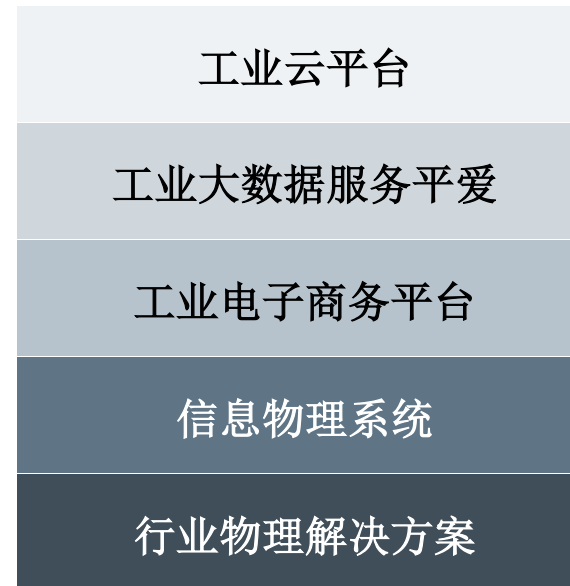 工业云平台
工业大数据服务平爱
工业电子商务平台
信息物理系统
行业物理解决方案